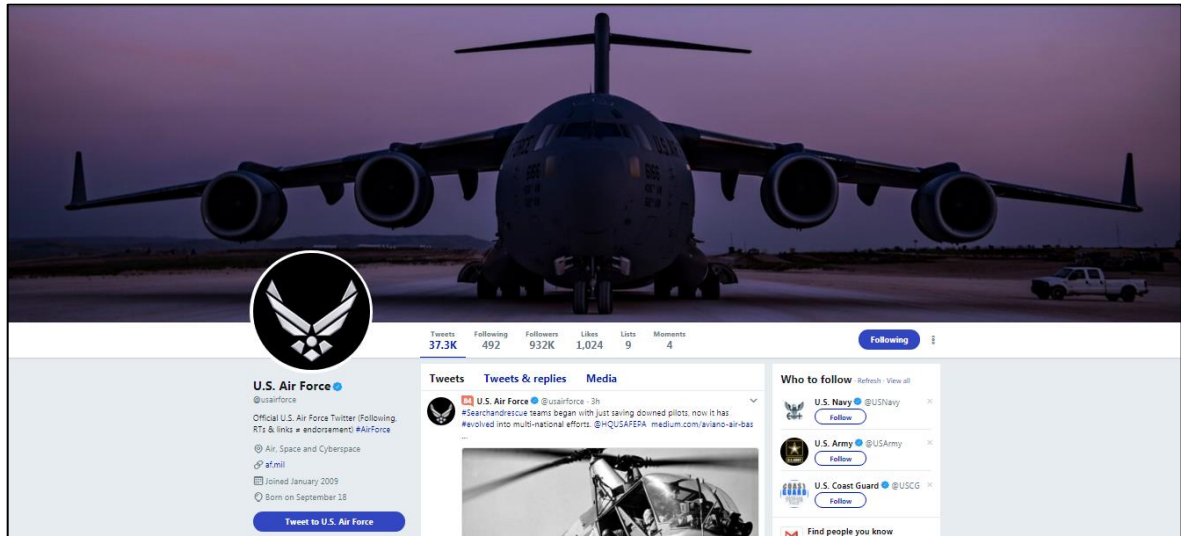 Tweets Following Followers Likes Lists Moments
37.3K 492 932K 1,024 9 4
Following
U.S. Air Force
@usairforce
Official U.S. Air Force Twitter (Following,
RTs & links ≠ endorsement) #AirForce
Air, Space and Cyberspace
af.mil
Joined January 2009
Born on September 18
Tweet to U.S. Air Force
Tweets Tweets & replies Media
U.S. Air Force @usairforce · 3h
#Searchandrescue teams began with just saving downed pilots, now it has
#evolved into multi-national efforts. @HQUSAFEPA medium.com/aviano-air-bas
...
Who to follow · Refresh · View all
U.S. Navy @USNavy ×
Follow
U.S. Army @USArmy ×
Follow
U.S. Coast Guard @USCG ×
Follow
Find people you know